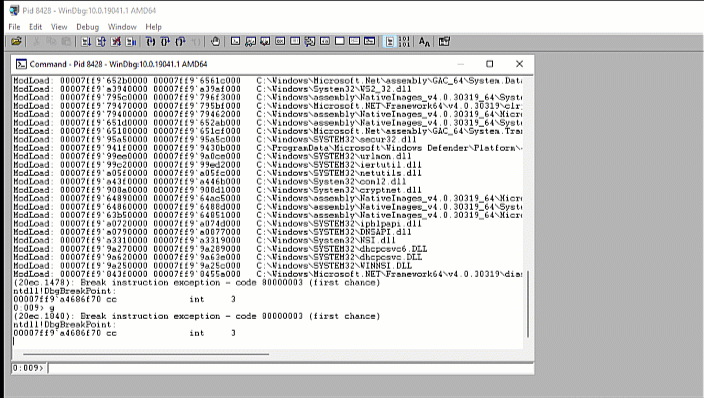 Pid 8428 - WinDbg:10.0.19041.1 AMD64
File Edit View Debug Window Help
Command - Pid 8428 - WinDbg:10.0.19041.1 AMD64
ModLoad: 00007ff9`652b0000 00007ff9`6561c000 C:\Windows\Microsoft.Net\assembly\GAC_64\System.Data
ModLoad: 00007ff9`a3940000 00007ff9`a39af000 C:\Windows\System32\WS2_32.dll
ModLoad: 00007ff9`795c0000 00007ff9`796f3000 C:\Windows\assembly\NativeImages_v4.0.30319_64\Syst
ModLoad: 00007ff9`79470000 00007ff9`795bf000 C:\Windows\Microsoft.NET\Framework64\v4.0.30319\clr
ModLoad: 00007ff9`79400000 00007ff9`79462000 C:\Windows\assembly\NativeImages_v4.0.30319_64\Micr
ModLoad: 00007ff9`651d0000 00007ff9`652ab000 C:\Windows\assembly\NativeImages_v4.0.30319_64\Syst
ModLoad: 00007ff9`65180000 00007ff9`651cf000 C:\Windows\Microsoft.Net\assembly\GAC_64\System.Tra
ModLoad: 00007ff9`95a50000 00007ff9`95a5c000 C:\Windows\SYSTEM32\secur32.dll
ModLoad: 00007ff9`941f0000 00007ff9`9430b000 C:\ProgramData\Microsoft\Windows Defender\Platform\
ModLoad: 00007ff9`99ee0000 00007ff9`9a0ce000 C:\Windows\SYSTEM32\urlmon.dll
ModLoad: 00007ff9`99c20000 00007ff9`99ed2000 C:\Windows\SYSTEM32\iertutil.dll
ModLoad: 00007ff9`a05f0000 00007ff9`a05fc000 C:\Windows\SYSTEM32\netutils.dll
ModLoad: 00007ff9`a43f0000 00007ff9`a446b000 C:\Windows\System32\coml2.dll
ModLoad: 00007ff9`908a0000 00007ff9`908d1000 C:\Windows\System32\cryptnet.dll
ModLoad: 00007ff9`64890000 00007ff9`64ac5000 C:\Windows\assembly\NativeImages_v4.0.30319_64\Micr
ModLoad: 00007ff9`64860000 00007ff9`6488d000 C:\Windows\assembly\NativeImages_v4.0.30319_64\Syst
ModLoad: 00007ff9`63b50000 00007ff9`64851000 C:\Windows\assembly\NativeImages_v4.0.30319_64\Micr
ModLoad: 00007ff9`a0720000 00007ff9`a074d000 C:\Windows\SYSTEM32\iphlpapi.dll
ModLoad: 00007ff9`a07b0000 00007ff9`a0877000 C:\Windows\SYSTEM32\DNSAPI.dll
ModLoad: 00007ff9`a3310000 00007ff9`a3319000 C:\Windows\System32\NSI.dll
ModLoad: 00007ff9`9a270000 00007ff9`9a289000 C:\Windows\SYSTEM32\dhcpcsvc6.DLL
ModLoad: 00007ff9`9a620000 00007ff9`9a63e000 C:\Windows\SYSTEM32\dhcpcsvc.DLL
ModLoad: 00007ff9`9a250000 00007ff9`9a25c000 C:\Windows\SYSTEM32\WINNSI.DLL
ModLoad: 00007ff9`043f0000 00007ff9`0455a000 C:\Windows\Microsoft.NET\Framework64\v4.0.30319\dia
(20ec.1478): Break instruction exception - code 80000003 (first chance)
ntdll!DbgBreakPoint:
00007ff9`a4686f70 cc int 3
0:009> g
(20ec.1040): Break instruction exception - code 80000003 (first chance)
ntdll!DbgBreakPoint:
00007ff9`a4686f70 cc int 3
0:009>